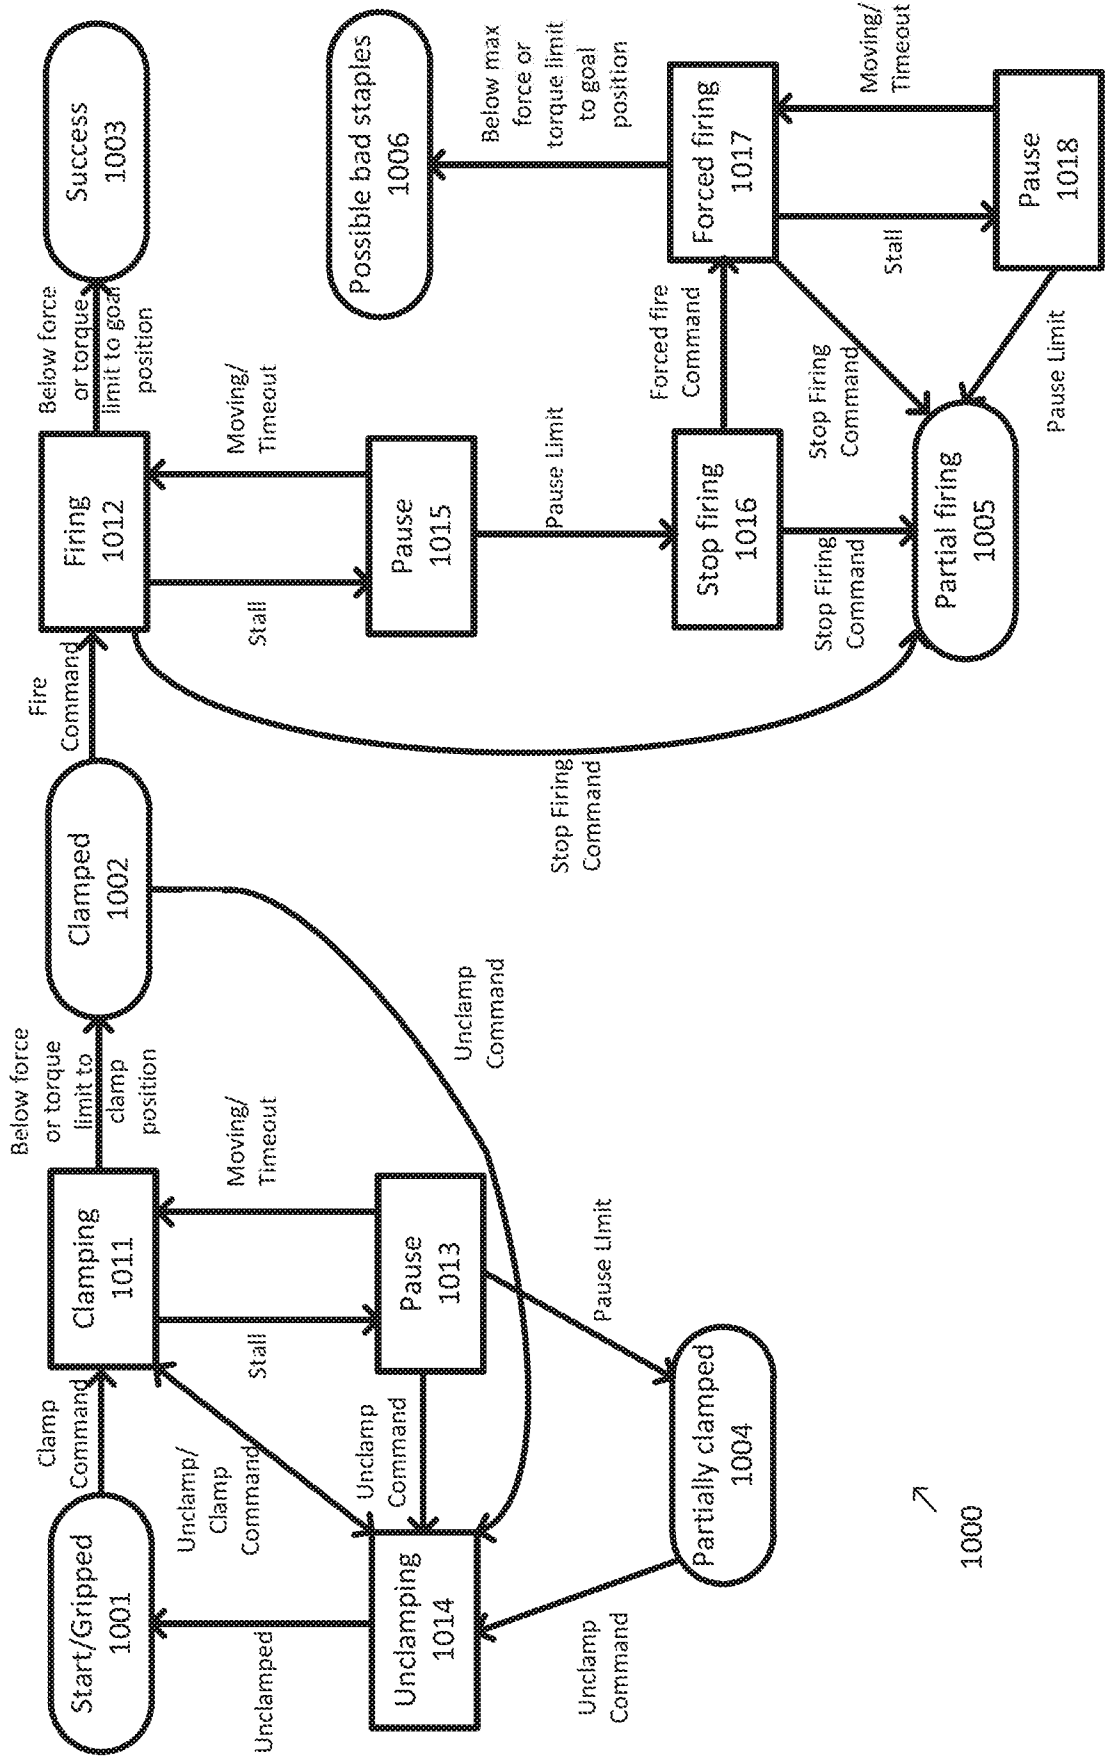 Start/Gripped
1001
Clamp
Command
Clamping
1011
Below force
or torque
limit to
clamp
position
Clamped
1002
Fire
Command
Firing
1012
Below force
or torque
limit to goal
position
Success
1003
Unclamped
Unclamp/
Clamp
Command
Stall
Moving/
Timeout
Stall
Moving/
Timeout
Possible bad staples
1006
Unclamping
1014
Unclamp
Command
Pause
1013
Unclamp
Command
Pause
1015
Below max
force or
torque limit
to goal
position
Pause Limit
Stop Firing
Command
Pause Limit
Unclamp
Command
Partially clamped
1004
Stop firing
1016
Forced fire
Command
Forced firing
1017
Stop Firing
Command
Stop Firing
Command
Stall
Moving/
Timeout
Partial firing
1005
Pause Limit
Pause
1018
1000